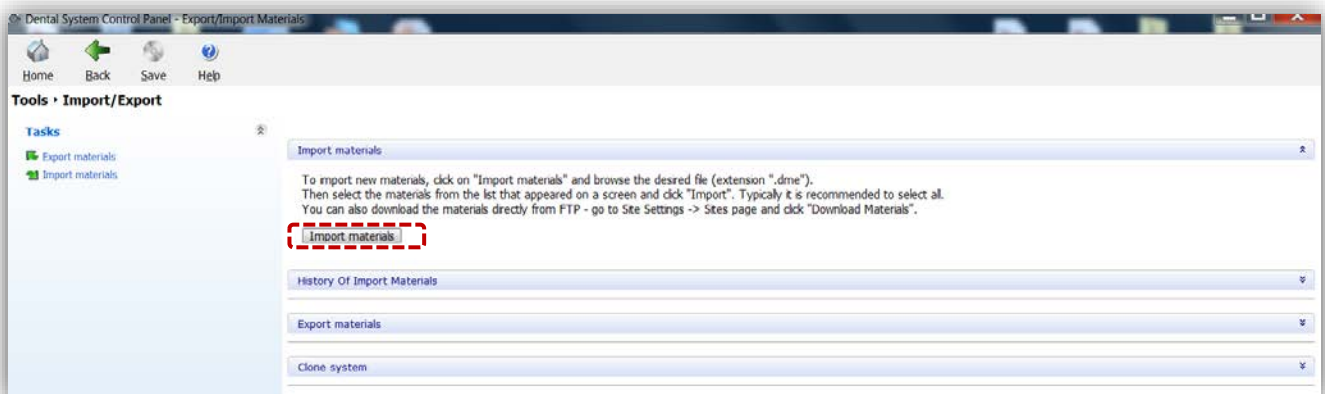 Dental System Control Panel - Export/Import Materials
Home Back Save Help
Tools › Import/Export
Tasks
Export materials
Import materials
Import materials
To import new materials, click on "Import materials" and browse the desired file (extension ".dme").
Then select the materials from the list that appeared on a screen and click "Import". Typically it is recommended to select all.
You can also download the materials directly from FTP - go to Site Settings -> Sites page and click "Download Materials".
Import materials
History Of Import Materials
Export materials
Clone system